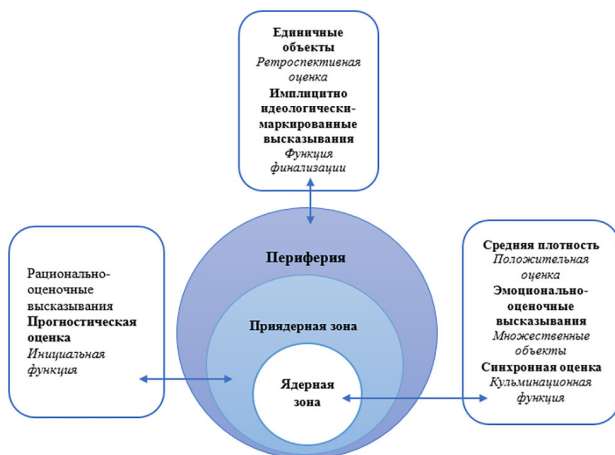 Единичные
объекты
Ретроспективная
оценка
Имплицитно
идеологически-
маркированные
высказывания
Функция
финализации
Рационально-
оценочные
высказывания
Прогностическая
оценка
Инициальная
функция
Периферия
Приядерная зона
Ядерная
зона
Средняя плотность
Положительная
оценка
Эмоционально-
оценочные
высказывания
Множественные
объекты
Синхронная оценка
Кульминационная
функция